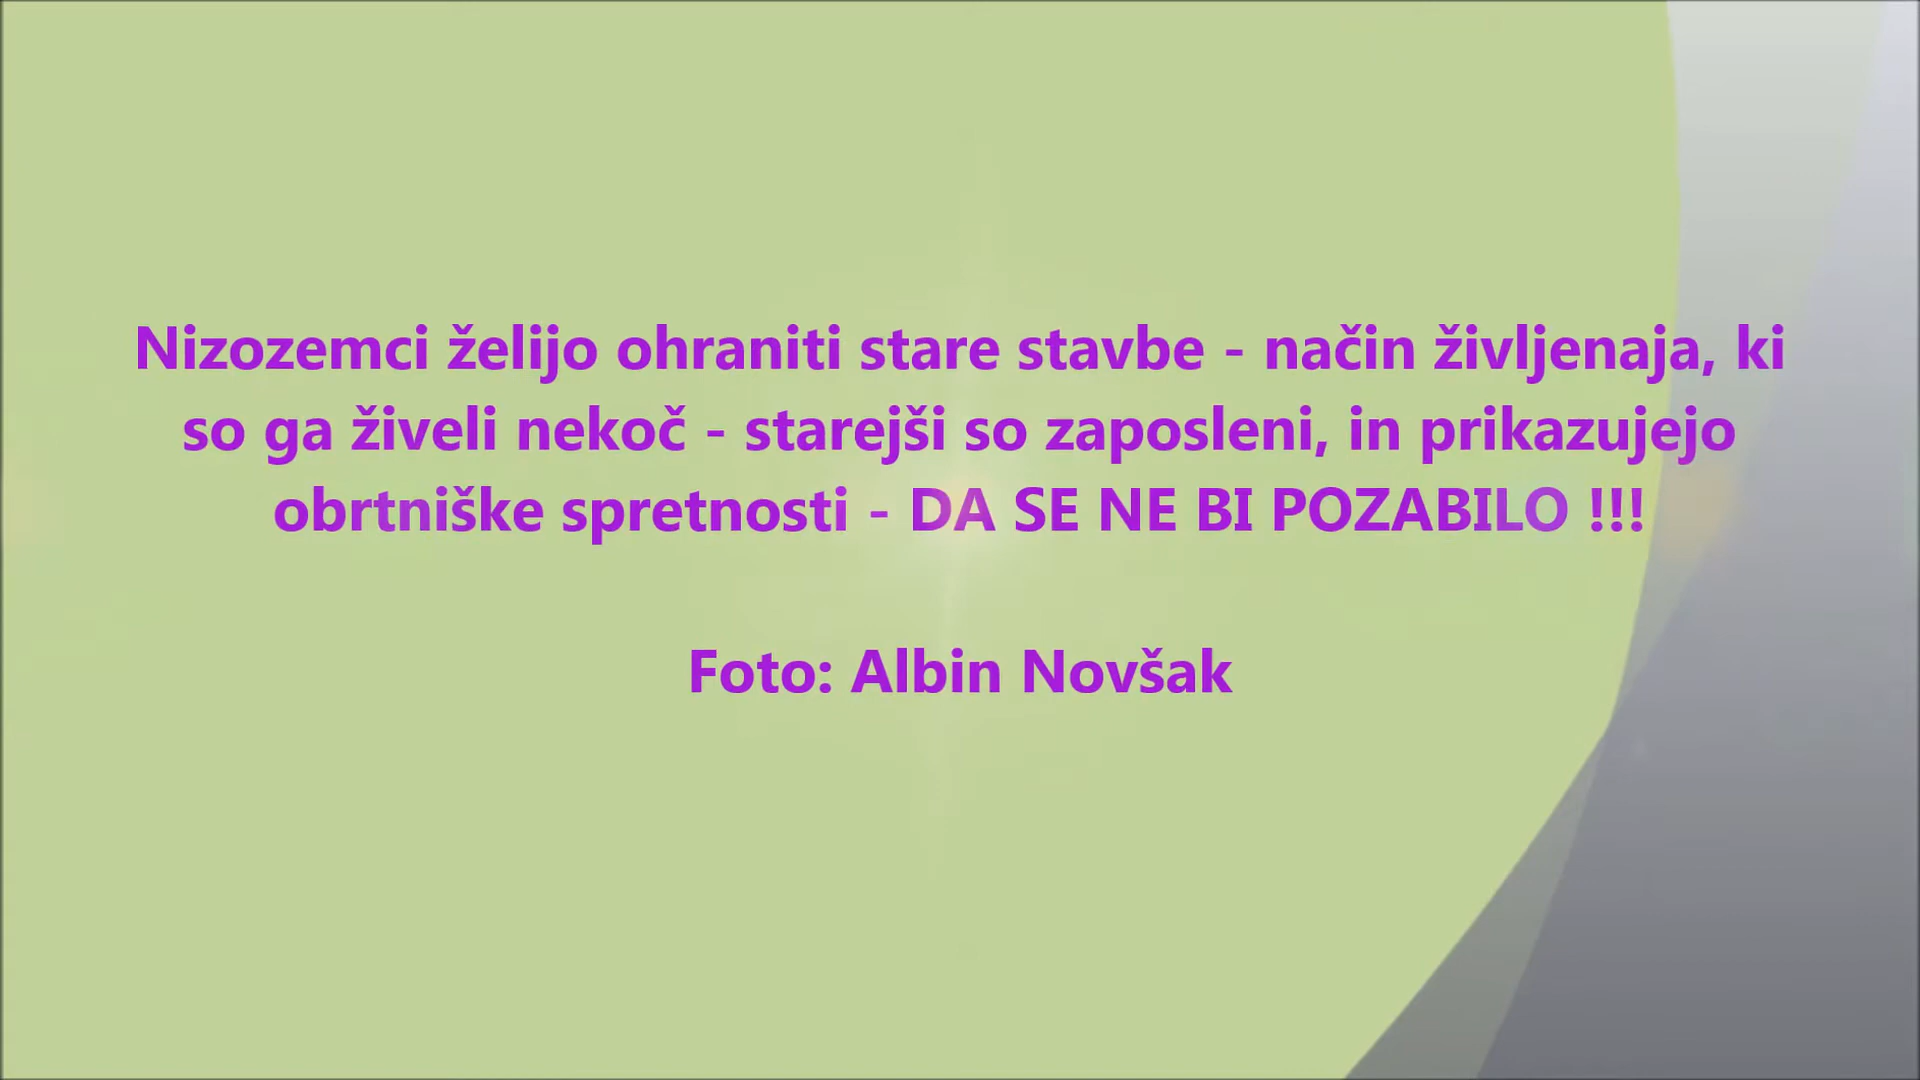 Nizozemci želijo ohraniti stare stavbe - način življenaja, ki
so ga živeli nekoč - starejši so zaposleni, in prikazujejo
obrtniške spretnosti - DA SE NE BI POZABILO !!!
Foto: Albin Novšak